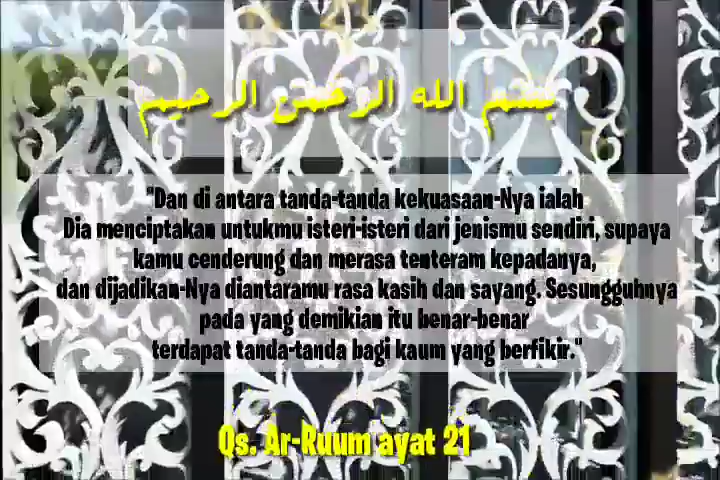 بسم الله الرحمن الرحيم
"Dan di antara tanda-tanda kekuasaan-Nya ialah
Dia menciptakan untukmu isteri-isteri dari jenismu sendiri, supaya
kamu cenderung dan merasa tenteram kepadanya,
dan dijadikan-Nya diantaramu rasa kasih dan sayang. Sesungguhnya
pada yang demikian itu benar-benar
terdapat tanda-tanda bagi kaum yang berfikir."
Qs. Ar-Ruum ayat 21